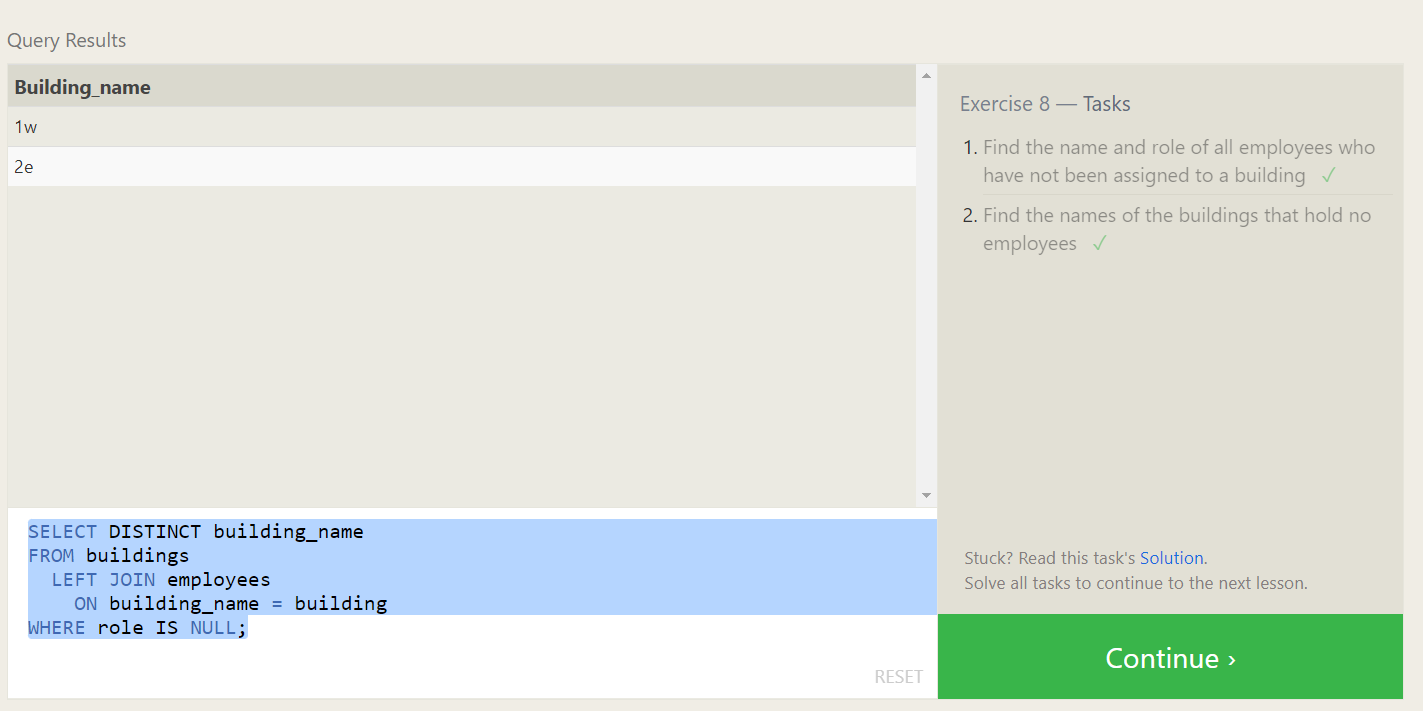 Query Results
Building_name
1w
2e
SELECT DISTINCT building_name
FROM buildings
  LEFT JOIN employees
    ON building_name = building
WHERE role IS NULL;
RESET
Exercise 8 — Tasks
1. Find the name and role of all employees who
have not been assigned to a building ✓
2. Find the names of the buildings that hold no
employees ✓
Stuck? Read this task's Solution.
Solve all tasks to continue to the next lesson.
Continue ›